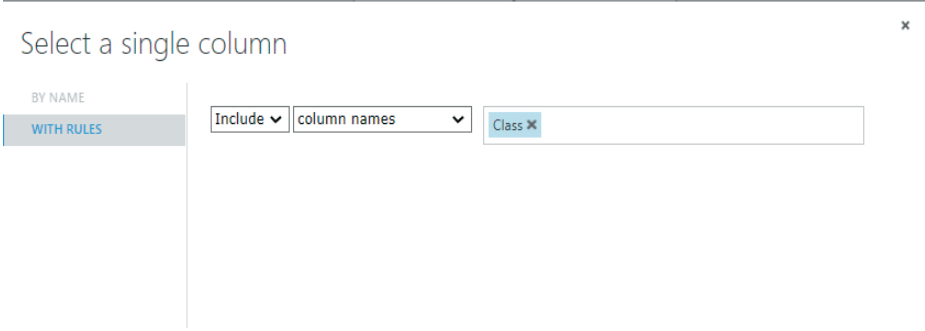 Select a single column
BY NAME
WITH RULES
Include column names Class